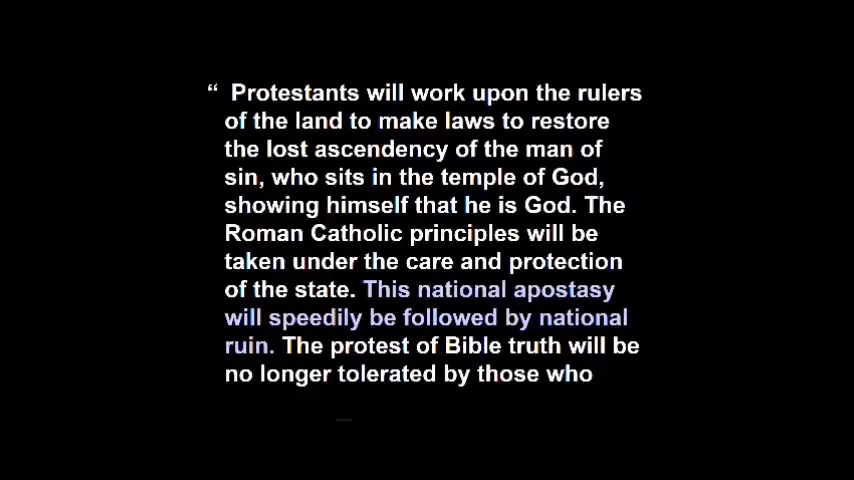 “ Protestants will work upon the rulers
of the land to make laws to restore
the lost ascendency of the man of
sin, who sits in the temple of God,
showing himself that he is God. The
Roman Catholic principles will be
taken under the care and protection
of the state. This national apostasy
will speedily be followed by national
ruin. The protest of Bible truth will be
no longer tolerated by those who